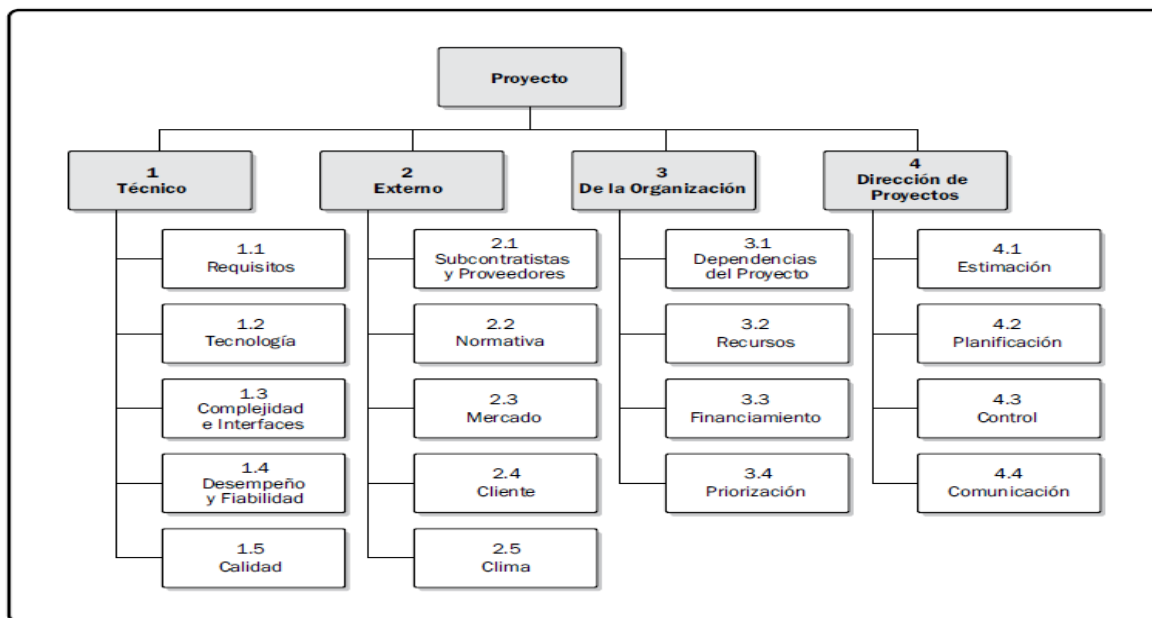 Proyecto
1
Técnico
2
Externo
3
De la Organización
4
Dirección de
Proyectos
1.1
Requisitos
2.1
Subcontratistas
y Proveedores
3.1
Dependencias
del Proyecto
4.1
Estimación
1.2
Tecnología
2.2
Normativa
3.2
Recursos
4.2
Planificación
1.3
Complejidad
e Interfaces
2.3
Mercado
3.3
Financiamiento
4.3
Control
1.4
Desempeño
y Fiabilidad
2.4
Cliente
3.4
Priorización
4.4
Comunicación
1.5
Calidad
2.5
Clima